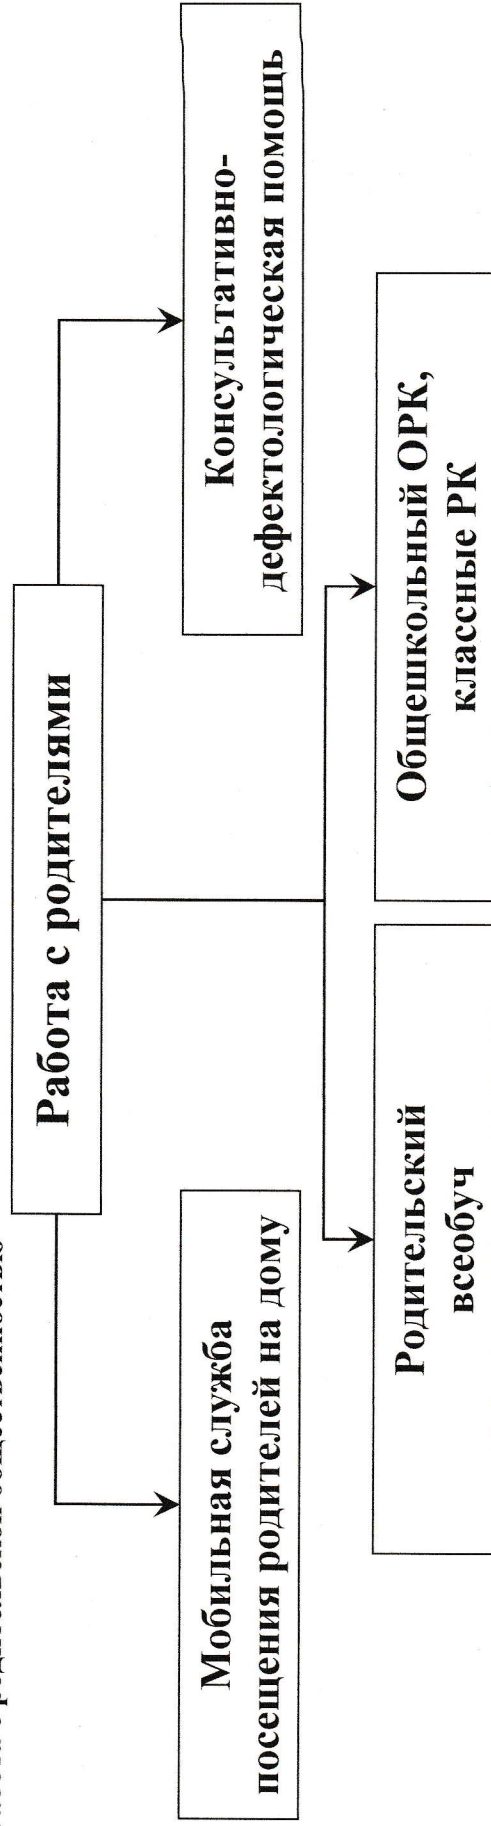 Работа с родителями
Мобильная служба
посещения родителей на дому
Консультативно-
дефектологическая помощь
Родительский
всеобуч
Общешкольный ОРК,
классные РК